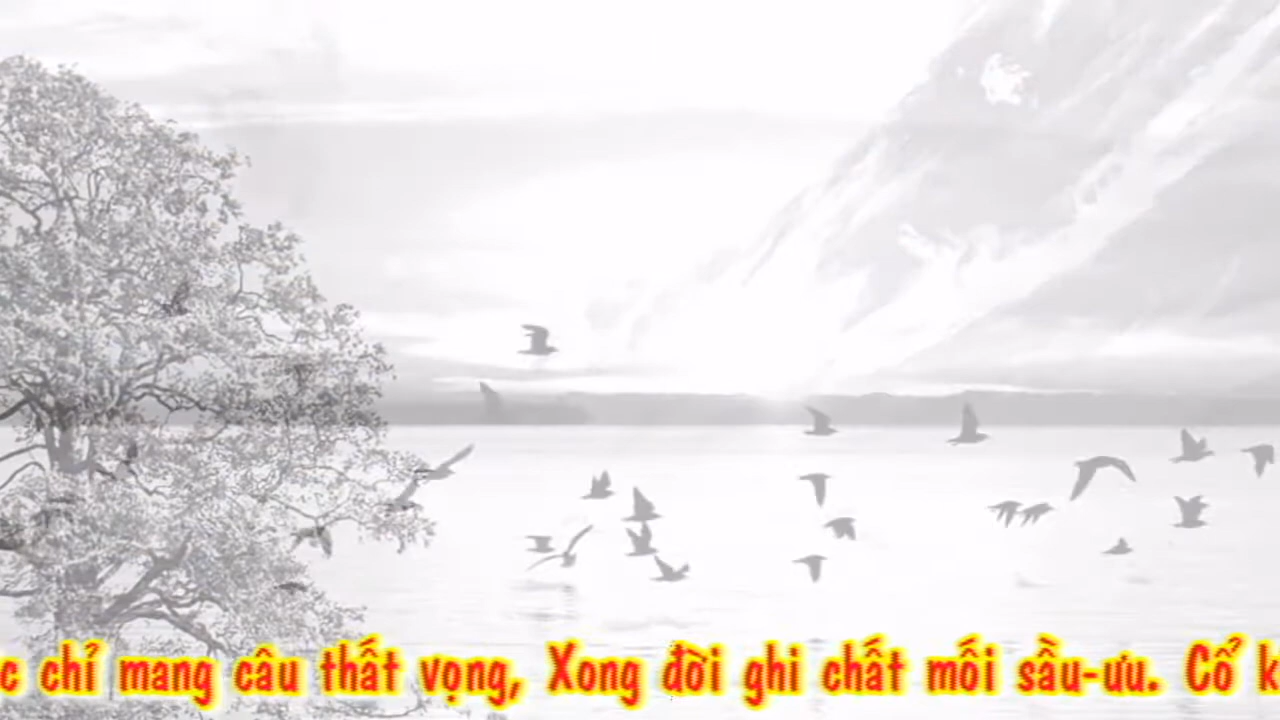 chỉ mang câu thất vọng, Xong đời ghi chất mối sầu-ưu. Cổ